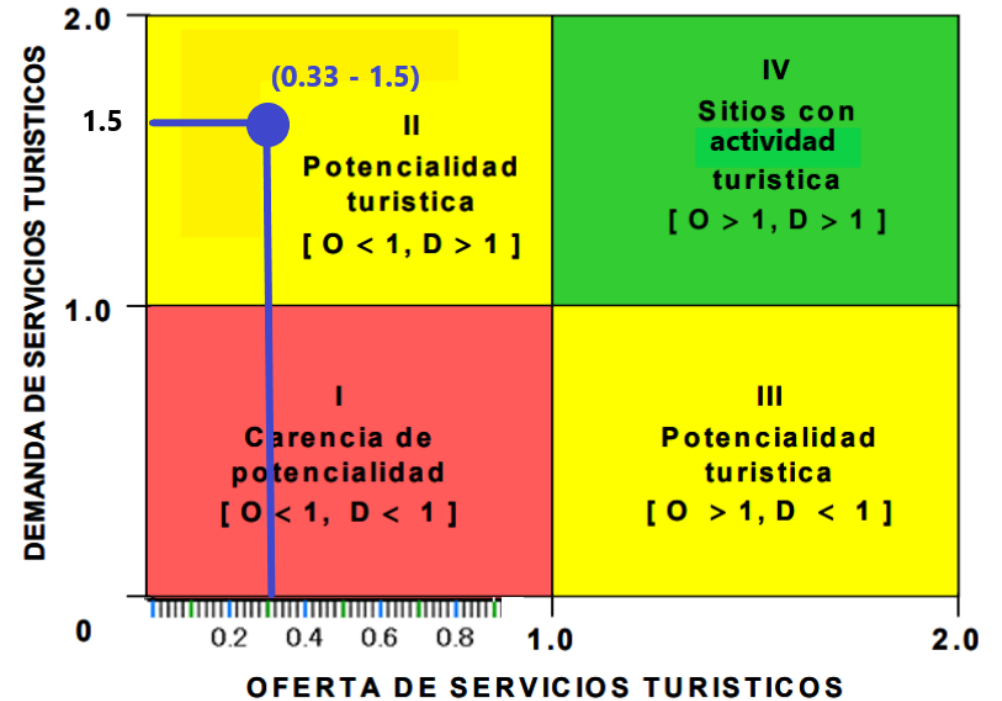 2.0
DEMANDA DE SERVICIOS TURISTICOS
1.5
1.0
0
(0.33 - 1.5)
II
Potencialidad
turistica
[ O < 1, D > 1 ]
IV
Sitios con
actividad
turistica
[ O > 1, D > 1 ]
I
Carencia de
potencialidad
[ O < 1, D < 1 ]
III
Potencialidad
turistica
[ O > 1, D < 1 ]
0.2 0.4 0.6 0.8 1.0 2.0
OFERTA DE SERVICIOS TURISTICOS